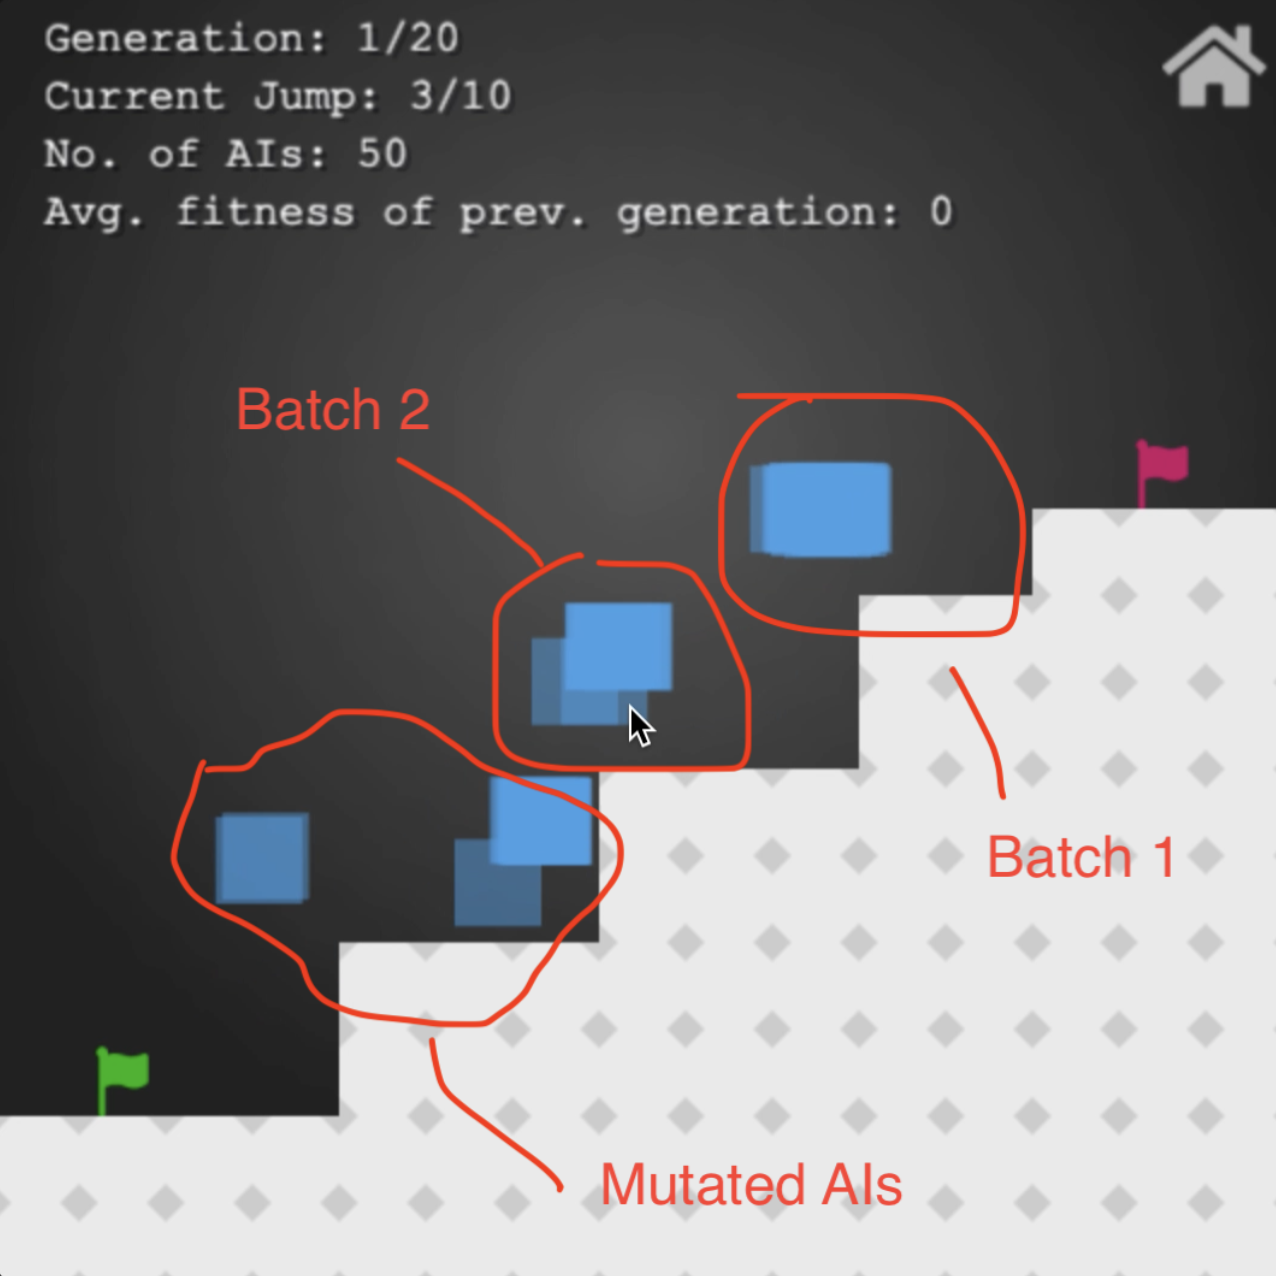 Generation: 1/20
Current Jump: 3/10
No. of AIs: 50
Avg. fitness of prev. generation: 0
Batch 2
Batch 1
Mutated AIs